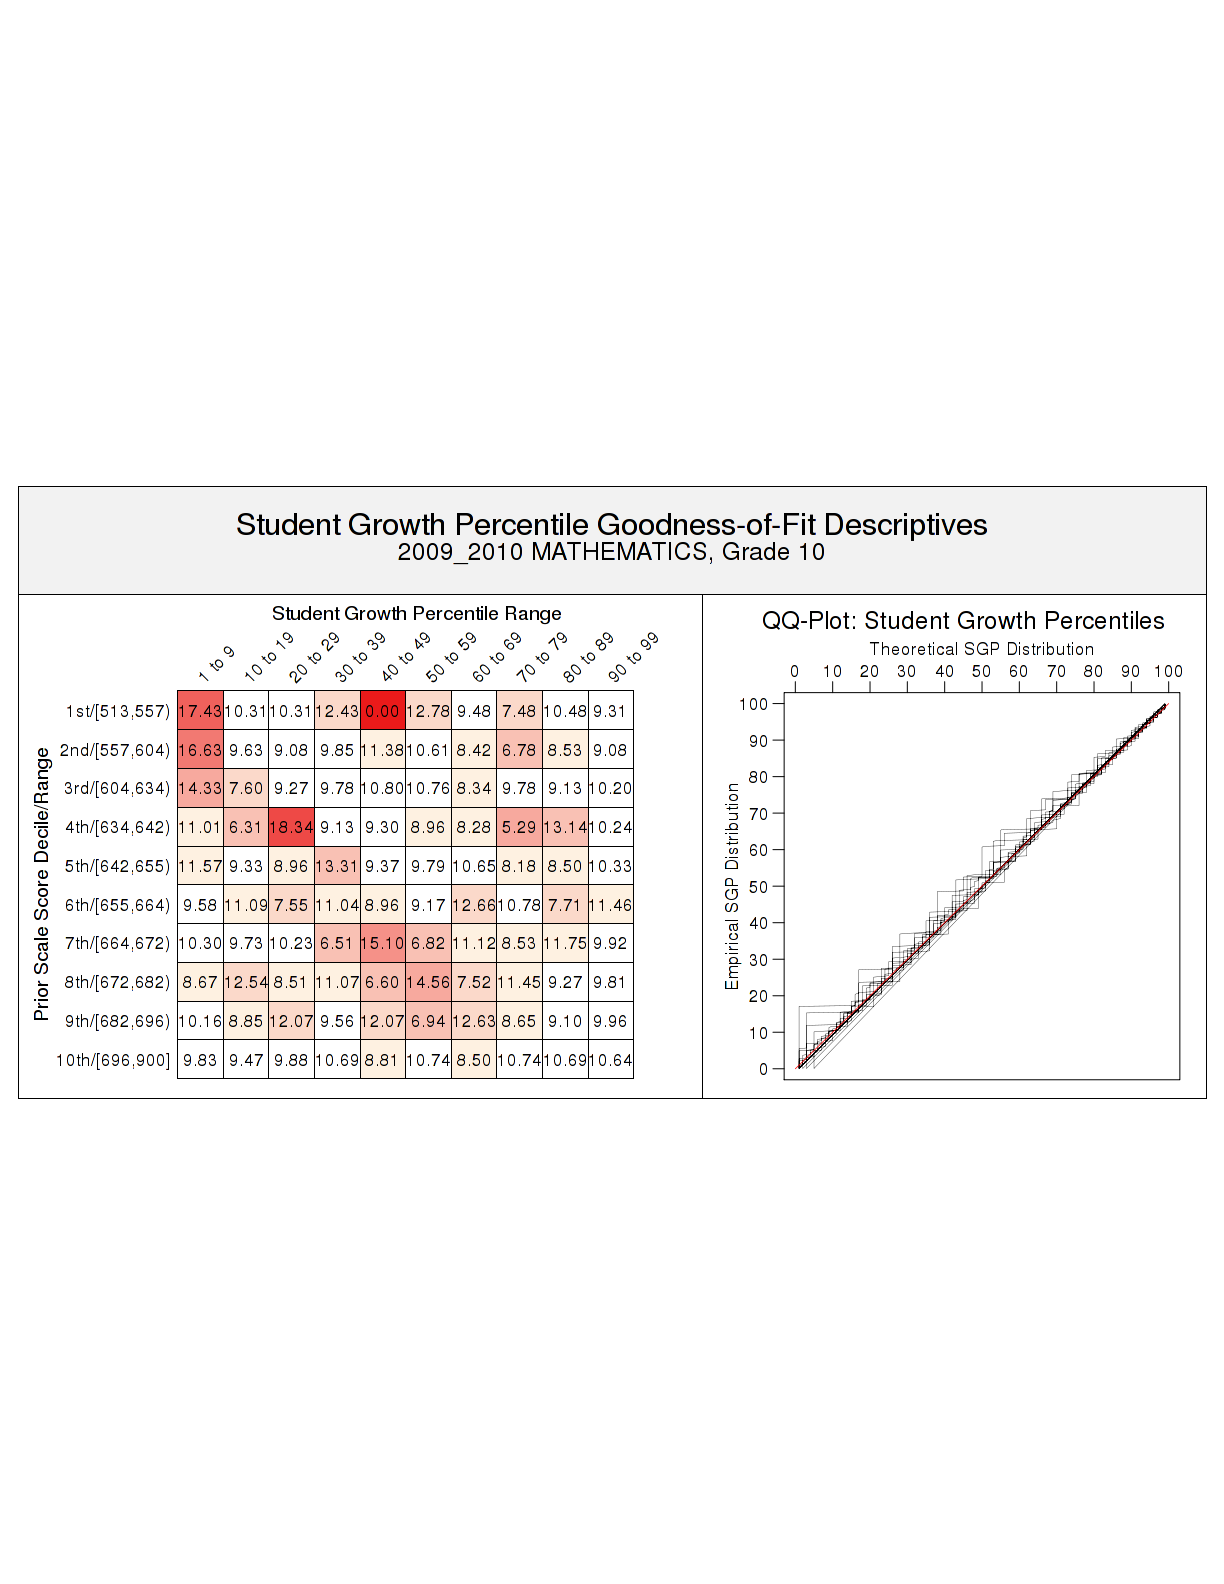 Student Growth Percentile Goodness-of-Fit Descriptives
2009_2010 MATHEMATICS, Grade 10
Student Growth Percentile Range
1 to 9 10 to 19 20 to 29 30 to 39 40 to 49 50 to 59 60 to 69 70 to 79 80 to 89 90 to 99
Prior Scale Score Decile/Range
1st/[513,557) 17.43 10.31 10.31 12.43 0.00 12.78 9.48 7.48 10.48 9.31
2nd/[557,604) 16.63 9.63 9.08 9.85 11.38 10.61 8.42 6.78 8.53 9.08
3rd/[604,634) 14.33 7.60 9.27 9.78 10.80 10.76 8.34 9.78 9.13 10.20
4th/[634,642) 11.01 6.31 18.34 9.13 9.30 8.96 8.28 5.29 13.14 10.24
5th/[642,655) 11.57 9.33 8.96 13.31 9.37 9.79 10.65 8.18 8.50 10.33
6th/[655,664) 9.58 11.09 7.55 11.04 8.96 9.17 12.66 10.78 7.71 11.46
7th/[664,672) 10.30 9.73 10.23 6.51 15.10 6.82 11.12 8.53 11.75 9.92
8th/[672,682) 8.67 12.54 8.51 11.07 6.60 14.56 7.52 11.45 9.27 9.81
9th/[682,696) 10.16 8.85 12.07 9.56 12.07 6.94 12.63 8.65 9.10 9.96
10th/[696,900] 9.83 9.47 9.88 10.69 8.81 10.74 8.50 10.74 10.69 10.64
QQ-Plot: Student Growth Percentiles
Theoretical SGP Distribution
0 10 20 30 40 50 60 70 80 90 100
Empirical SGP Distribution
100
90
80
70
60
50
40
30
20
10
0